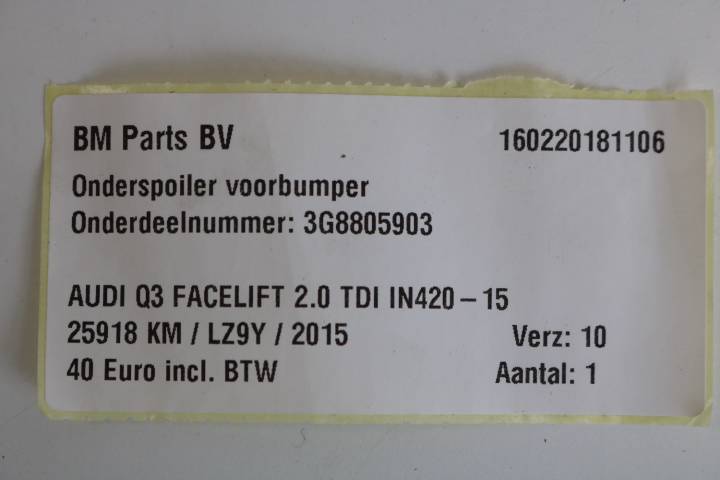 BM Parts BV 160220181106
Onderspoiler voorbumper
Onderdeelnummer: 3G8805903
AUDI Q3 FACELIFT 2.0 TDI IN420-15
25918 KM / LZ9Y / 2015 Verz: 10
40 Euro incl. BTW Aantal: 1